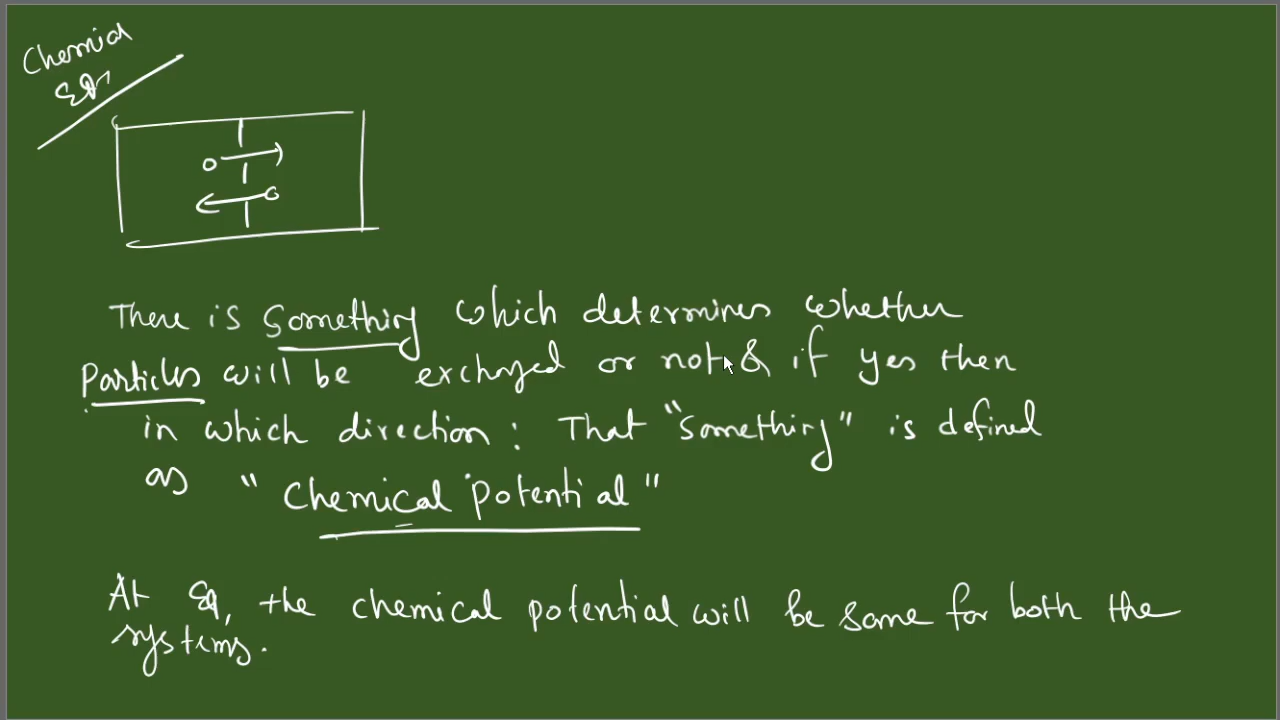 Chemical
Eq
There is something which determines whether
Particles will be exchanged or not & if yes then
in which direction: That "something" is defined
as "Chemical potential"
At Eq, the chemical potential will be same for both the
systems.